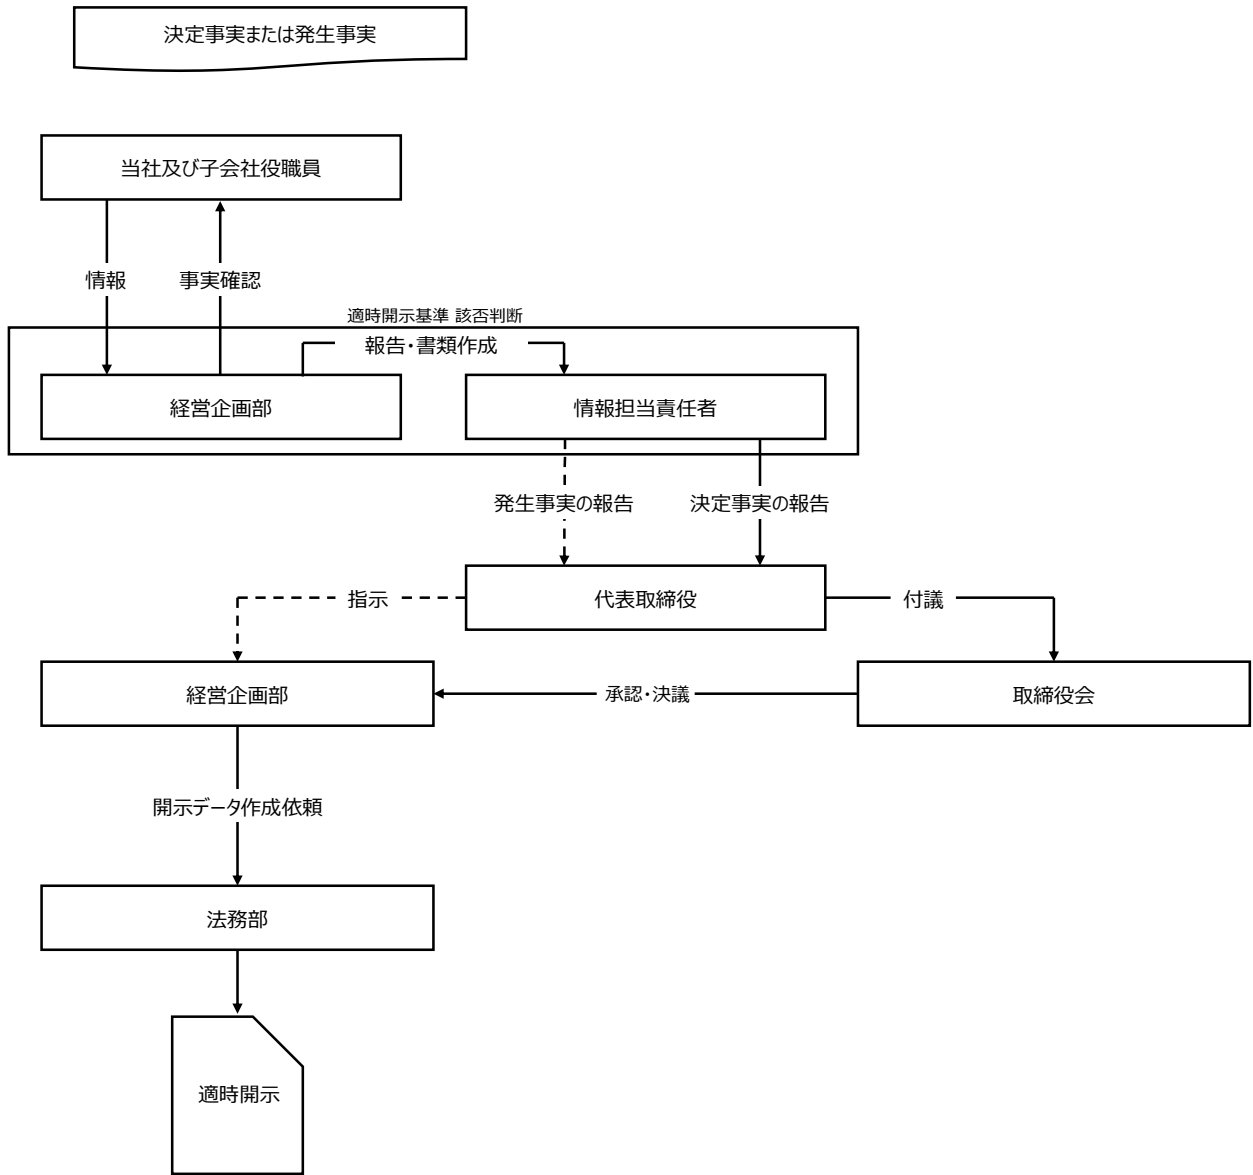 決定事実または発生事実
当社及び子会社役職員
情報
事実確認
適時開示基準 該否判断
報告・書類作成
経営企画部
情報担当責任者
発生事実の報告
決定事実の報告
指示
代表取締役
付議
経営企画部
承認・決議
取締役会
開示データ作成依頼
法務部
適時開示